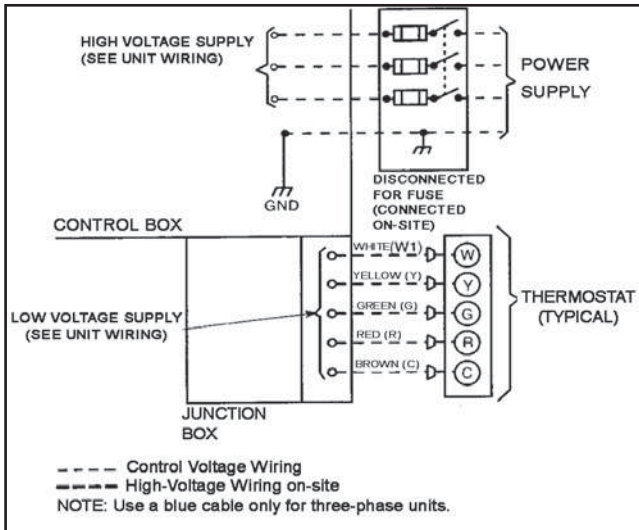 HIGH VOLTAGE SUPPLY
(SEE UNIT WIRING)
POWER
SUPPLY
GND
DISCONNECTED
FOR FUSE
(CONNECTED
ON-SITE)
CONTROL BOX
WHITE(W1)
W
YELLOW (Y)
Y
GREEN (G)
G
RED (R)
R
BROWN (C)
C
THERMOSTAT
(TYPICAL)
LOW VOLTAGE SUPPLY
(SEE UNIT WIRING)
JUNCTION
BOX
Control Voltage Wiring
High-Voltage Wiring on-site
NOTE: Use a blue cable only for three-phase units.